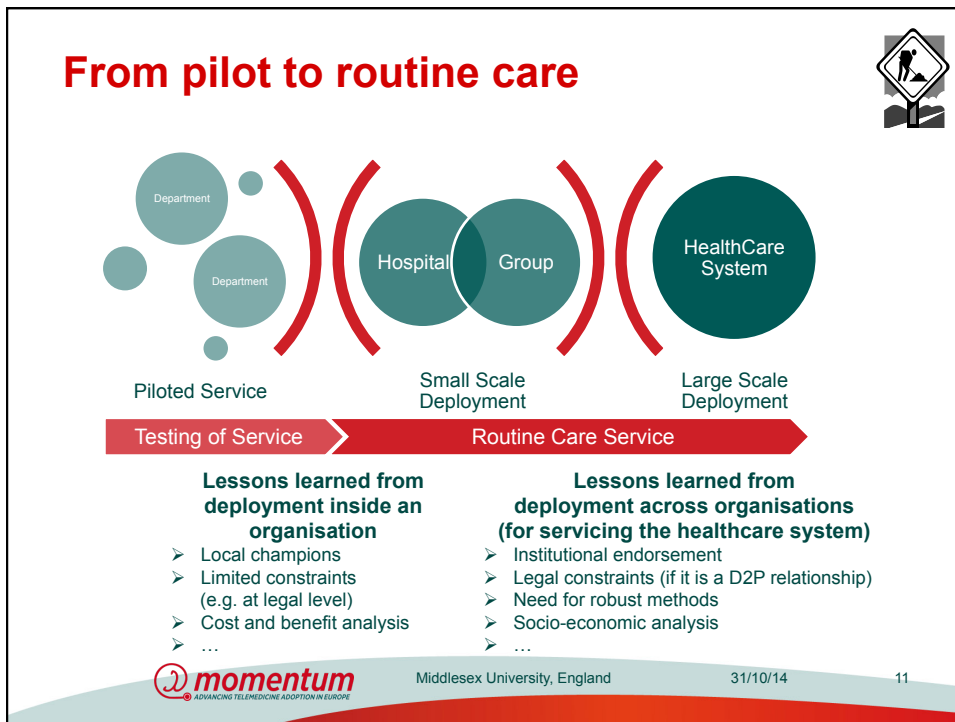 From pilot to routine care
Department
Department
Hospital
Group
HealthCare
System
Piloted Service
Small Scale
Deployment
Large Scale
Deployment
Testing of Service
Routine Care Service
Lessons learned from
deployment inside an
organisation
➢ Local champions
➢ Limited constraints
(e.g. at legal level)
➢ Cost and benefit analysis
➢ …
Lessons learned from
deployment across organisations
(for servicing the healthcare system)
➢ Institutional endorsement
➢ Legal constraints (if it is a D2P relationship)
➢ Need for robust methods
➢ Socio-economic analysis
➢ …
momentum
ADVANCING TELEMEDICINE ADOPTION IN EUROPE
Middlesex University, England 31/10/14 11